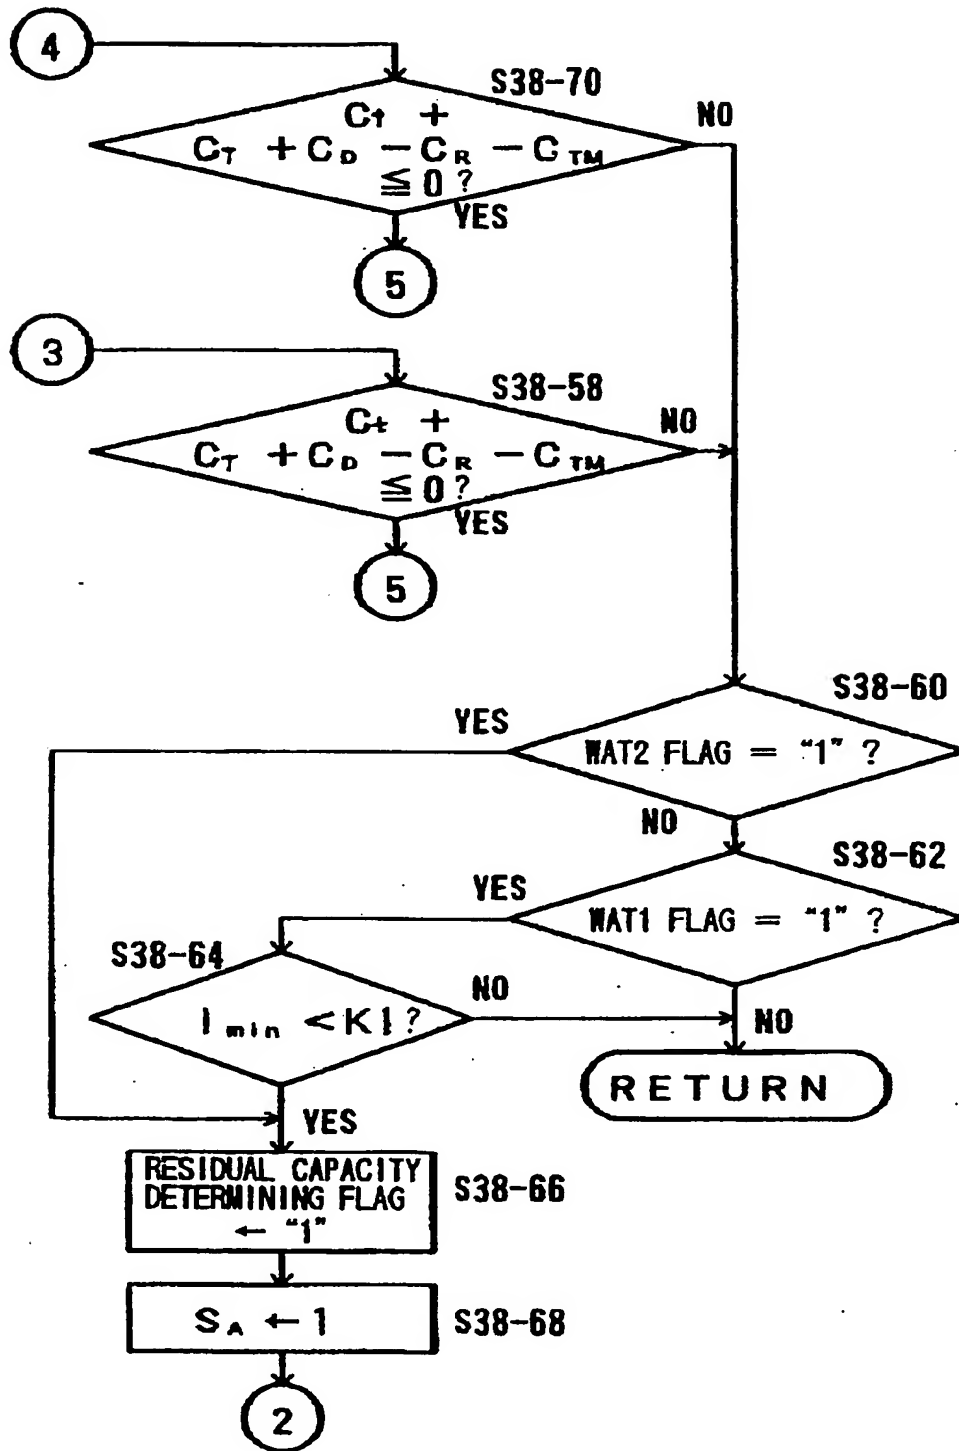 4
S38-70
Ct +
CT + CD - CR - CTM
≦ 0 ?
NO
YES
5
3
S38-58
Ct +
CT + CD - CR - CTM
≦ 0 ?
NO
YES
5
S38-60
YES
WAT2 FLAG = "1" ?
NO
S38-62
YES
WAT1 FLAG = "1" ?
S38-64
NO
Imin < KI ?
NO
RETURN
YES
RESIDUAL CAPACITY
DETERMINING FLAG
← "1"
S38-66
SA ← 1
S38-68
2